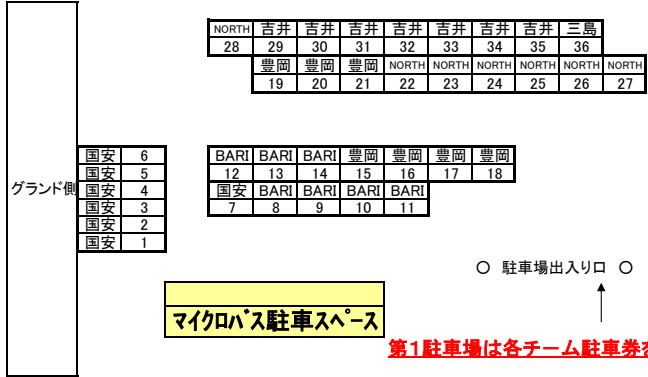 NORTH 吉井 吉井 吉井 吉井 吉井 吉井 吉井 三島
28 29 30 31 32 33 34 35 36
豊岡 豊岡 豊岡 NORTH NORTH NORTH NORTH NORTH NORTH
19 20 21 22 23 24 25 26 27
国安 6 BARI BARI BARI 豊岡 豊岡 豊岡 豊岡
国安 5 12 13 14 15 16 17 18
グランド側 国安 4 国安 BARI BARI BARI BARI
国安 3 7 8 9 10 11
国安 2
国安 1
○ 駐車場出入り口 ○
マイクロバス駐車スペース
第1駐車場は各チーム駐車券を